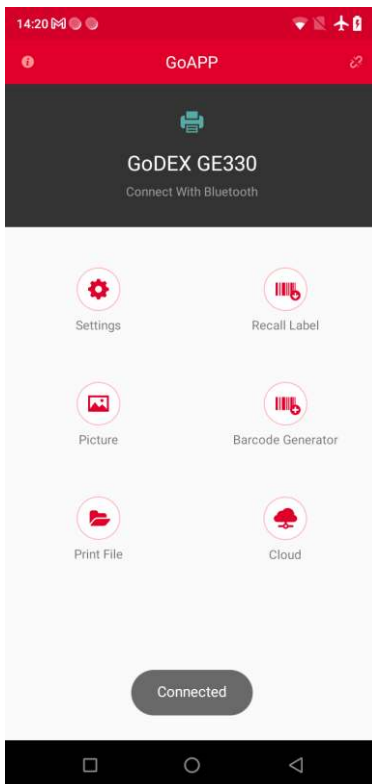 14:20
GoAPP
GoDEX GE330
Connect With Bluetooth
Settings
Recall Label
Picture
Barcode Generator
Print File
Cloud
Connected